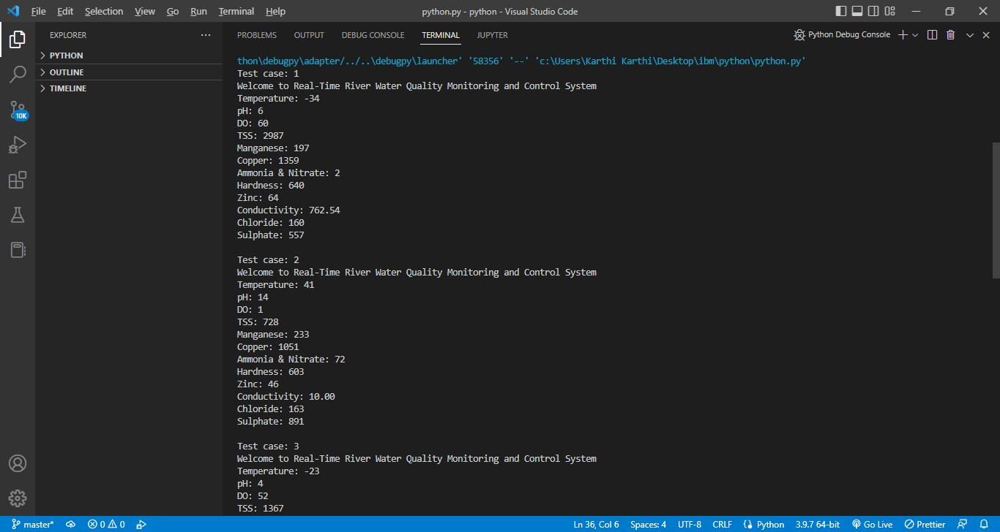 File Edit Selection View Go Run Terminal Help python.py - python - Visual Studio Code
EXPLORER ... PROBLEMS OUTPUT DEBUG CONSOLE TERMINAL JUPYTER Python Debug Console
PYTHON
OUTLINE
TIMELINE
10K
thon\debugpy\adapter/../..\debugpy\launcher' '58356' '--' 'c:\Users\Karthi Karthi\Desktop\ibm\python\python.py'
Test case: 1
Welcome to Real-Time River Water Quality Monitoring and Control System
Temperature: -34
pH: 6
DO: 60
TSS: 2987
Manganese: 197
Copper: 1359
Ammonia & Nitrate: 2
Hardness: 640
Zinc: 64
Conductivity: 762.54
Chloride: 160
Sulphate: 557
Test case: 2
Welcome to Real-Time River Water Quality Monitoring and Control System
Temperature: 41
pH: 14
DO: 1
TSS: 728
Manganese: 233
Copper: 1051
Ammonia & Nitrate: 72
Hardness: 603
Zinc: 46
Conductivity: 10.00
Chloride: 163
Sulphate: 891
Test case: 3
Welcome to Real-Time River Water Quality Monitoring and Control System
Temperature: -23
pH: 4
DO: 52
TSS: 1367
master* 0 0 Ln 36, Col 6 Spaces: 4 UTF-8 CRLF Python 3.9.7 64-bit Go Live Prettier